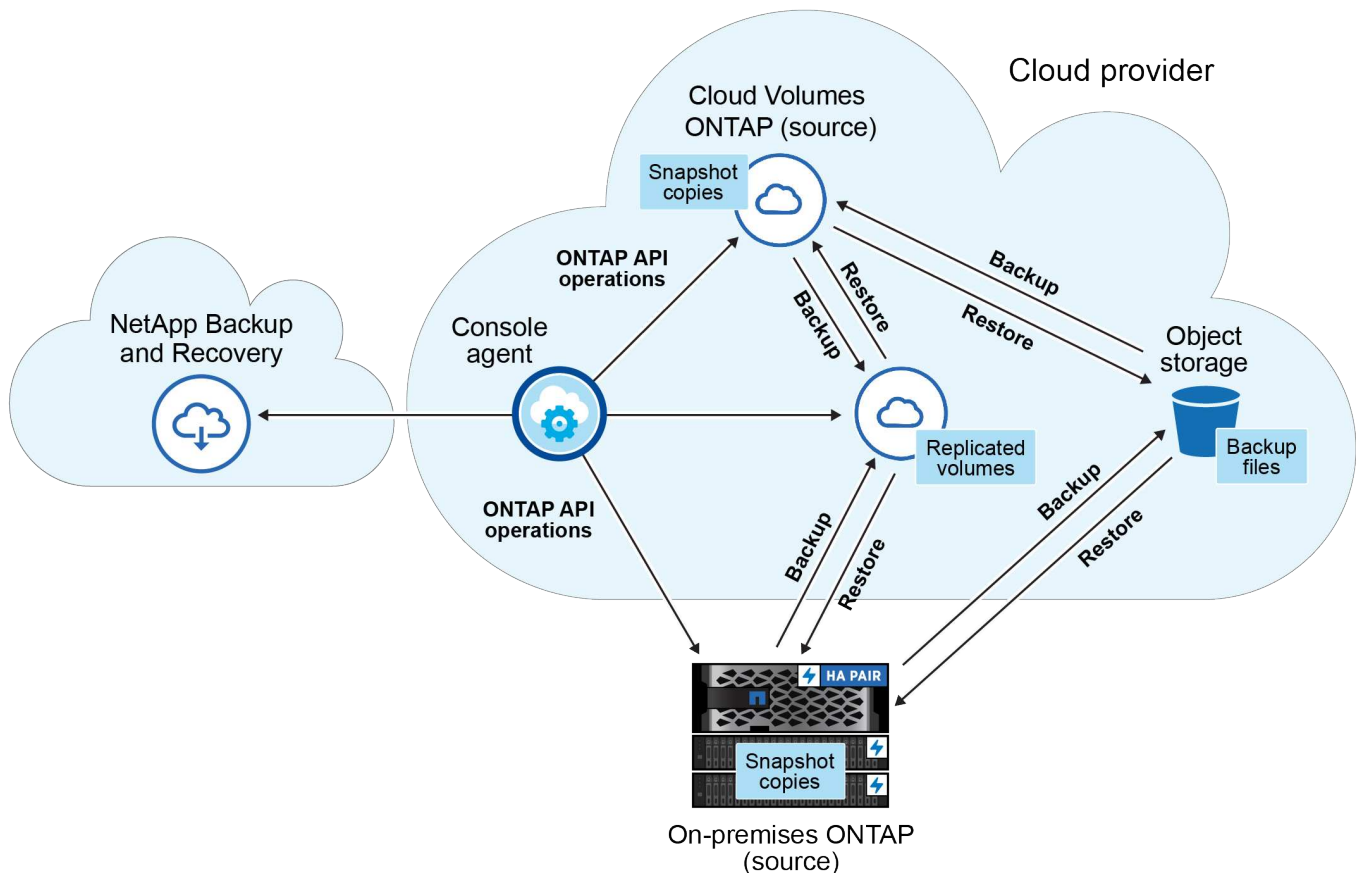 Cloud provider
Cloud Volumes
ONTAP (source)
Snapshot
copies
ONTAP API
operations
Backup
Restore
Backup
Restore
NetApp Backup
and Recovery
Console
agent
Object
storage
Replicated
volumes
Backup
files
ONTAP API
operations
Backup
Restore
Backup
Restore
HA PAIR
Snapshot
copies
On-premises ONTAP
(source)